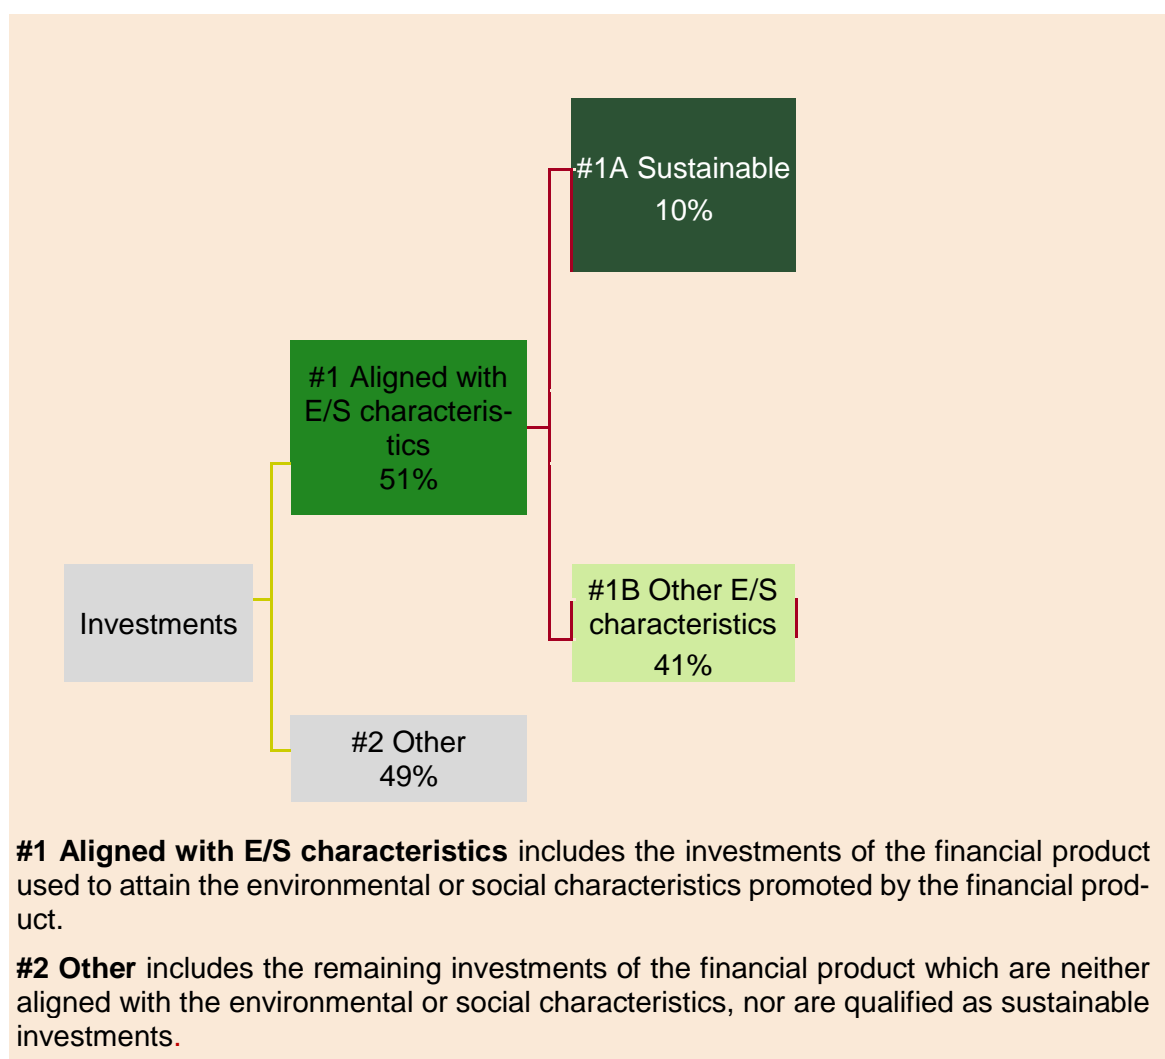 #1A Sustainable
10%
#1 Aligned with
E/S characteris-
tics
51%
Investments
#1B Other E/S
characteristics
41%
#2 Other
49%
#1 Aligned with E/S characteristics includes the investments of the financial product
used to attain the environmental or social characteristics promoted by the financial prod-
uct.
#2 Other includes the remaining investments of the financial product which are neither
aligned with the environmental or social characteristics, nor are qualified as sustainable
investments.